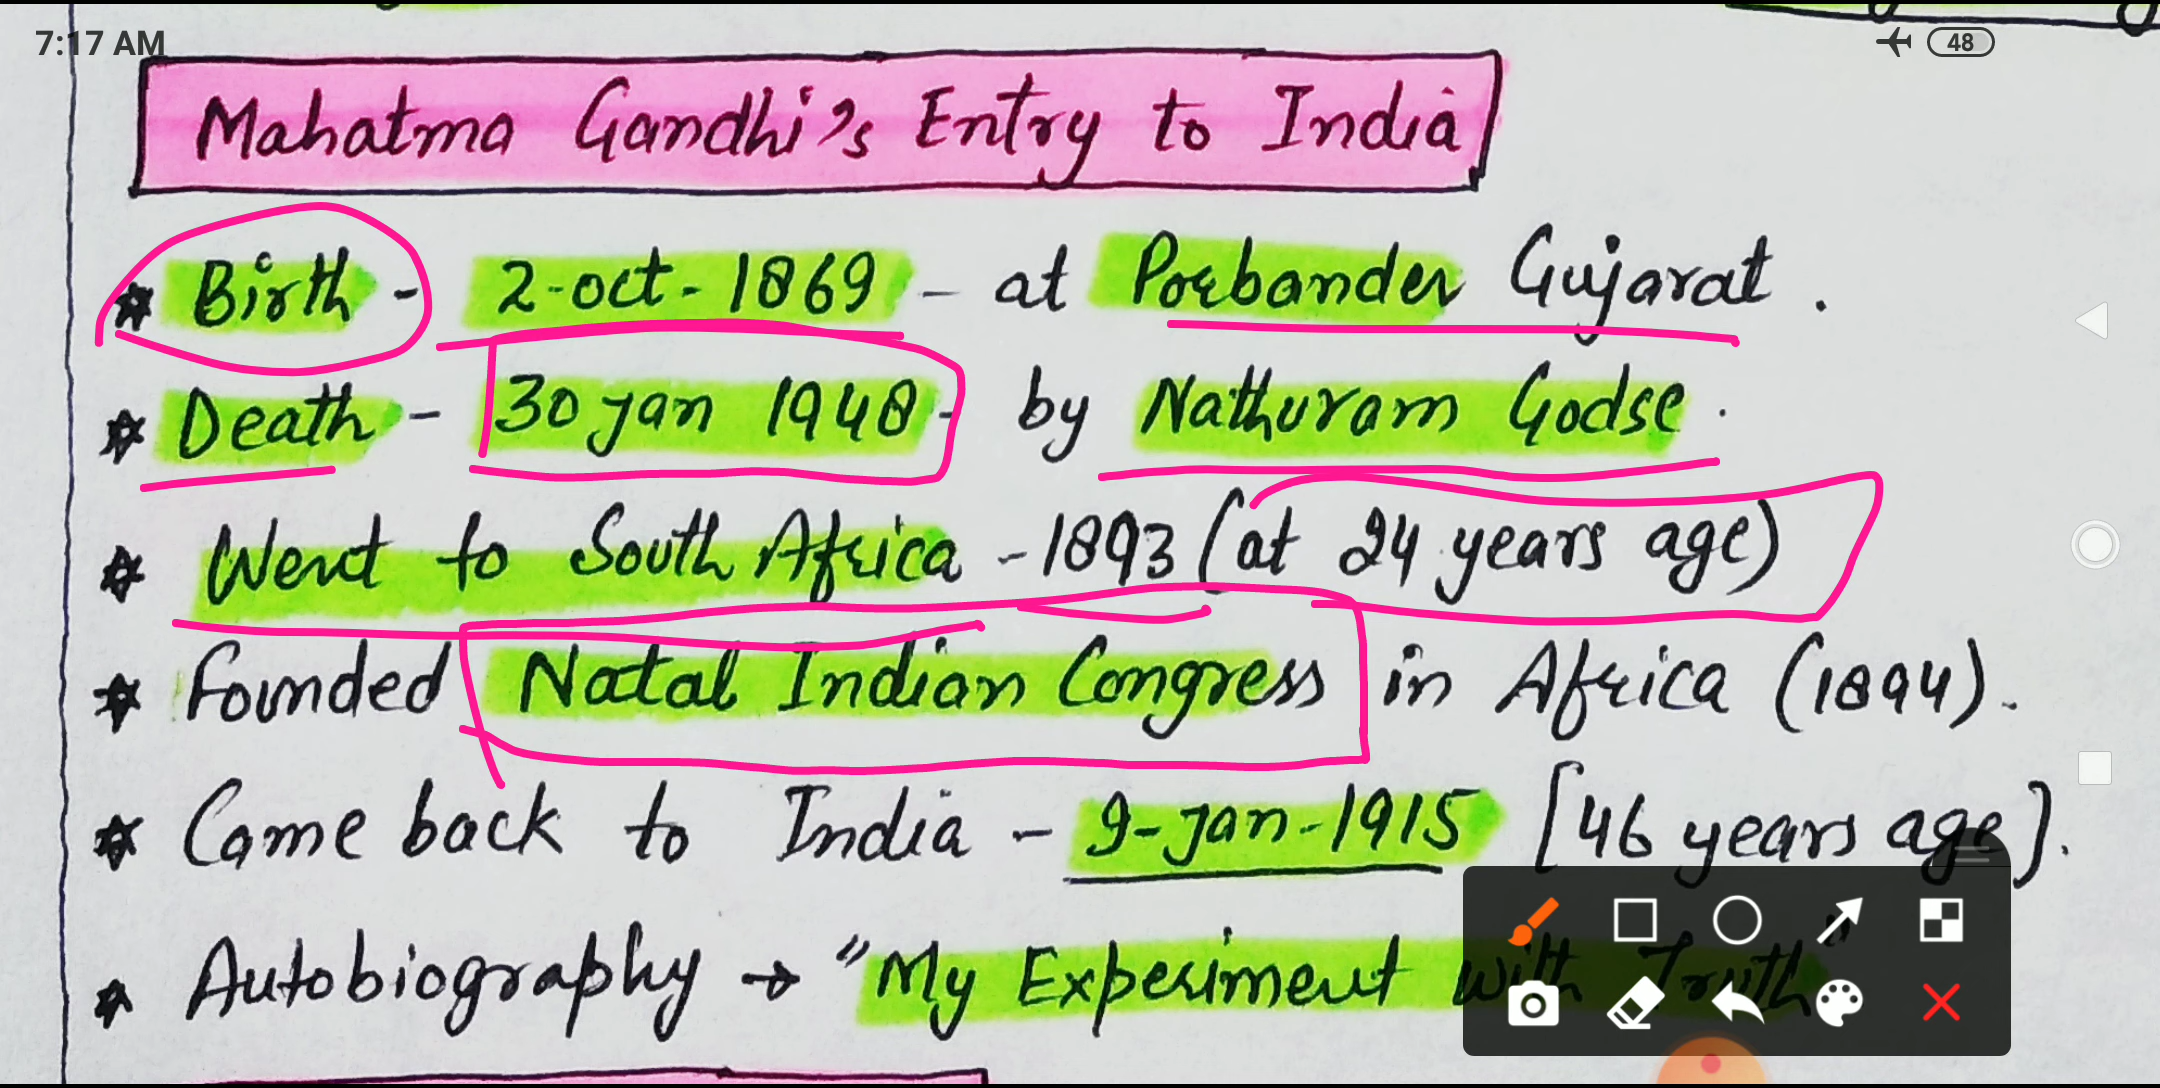 7:17 AM
48
Mahatma Gandhi's Entry to India
Birth - 2-oct-1869 - at Porbander Gujarat.
Death - 30 jan 1948 - by Nathuram Godse.
Went to South Africa - 1893 (at 24 years age)
Founded Natal Indian Congress in Africa (1894).
Came back to India - 9-jan-1915 [46 years age].
Autobiography → "My Experiment with Truth"